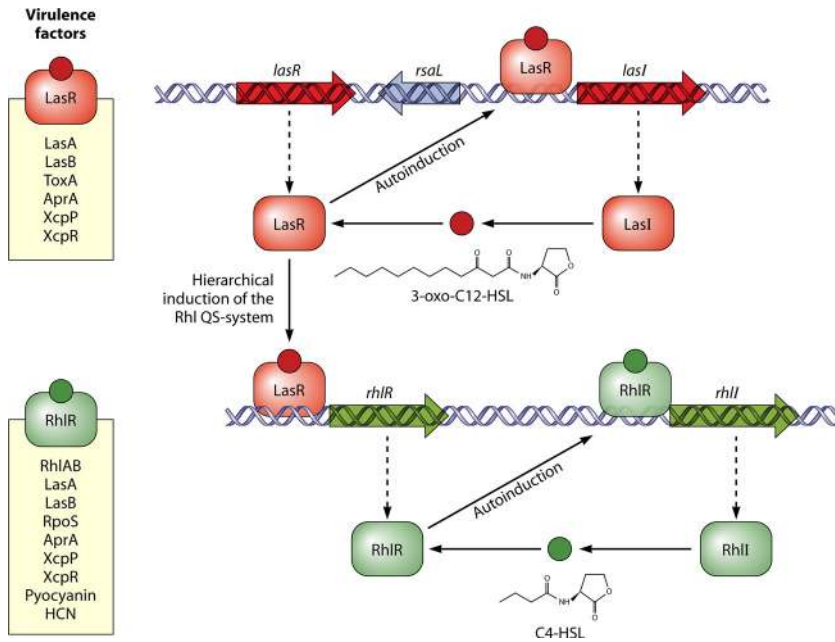 Virulence
factors
LasR
LasA
LasB
ToxA
AprA
XcpP
XcpR
lasR
rsaL
LasR
lasI
Autoinduction
LasR
LasI
O
O
O
NH
O
3-oxo-C12-HSL
Hierarchical
induction of the
Rhl QS-system
LasR
rhlR
RhlR
rhlI
RhlR
RhlAB
LasA
LasB
RpoS
AprA
XcpP
XcpR
Pyocyanin
HCN
Autoinduction
RhlR
RhlI
O
O
NH
O
C4-HSL